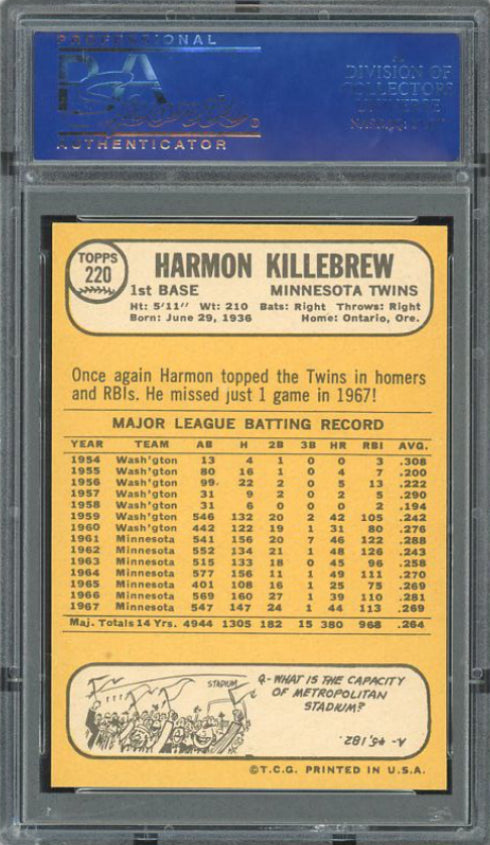 PROFESSIONAL
PSA
AUTHENTICATOR
A
DIVISION OF
COLLECTORS
UNIVERSE
TOPPS
220
HARMON KILLEBREW
1st BASE MINNESOTA TWINS
Ht: 5'11" Wt: 210 Bats: Right Throws: Right
Born: June 29, 1936 Home: Ontario, Ore.
Once again Harmon topped the Twins in homers
and RBIs. He missed just 1 game in 1967!
MAJOR LEAGUE BATTING RECORD
YEAR TEAM AB H 2B 3B HR RBI AVG.
1954 Wash'gton 13 4 1 0 0 3 .308
1955 Wash'gton 80 16 1 0 4 7 .200
1956 Wash'gton 99 22 2 0 5 13 .222
1957 Wash'gton 31 9 2 0 2 5 .290
1958 Wash'gton 31 6 0 0 0 2 .194
1959 Wash'gton 546 132 20 2 42 105 .242
1960 Wash'gton 442 122 19 1 31 80 .276
1961 Minnesota 541 156 20 7 46 122 .288
1962 Minnesota 552 134 21 1 48 126 .243
1963 Minnesota 515 133 18 0 45 96 .258
1964 Minnesota 577 156 11 1 49 111 .270
1965 Minnesota 401 108 16 1 25 75 .269
1966 Minnesota 569 160 27 1 39 110 .281
1967 Minnesota 547 147 24 1 44 113 .269
Maj. Totals 14 Yrs. 4944 1305 182 15 380 968 .264
STADIUM
Q-WHAT IS THE CAPACITY
OF METROPOLITAN
STADIUM?
A- 45,182.
©T.C.G. PRINTED IN U.S.A.